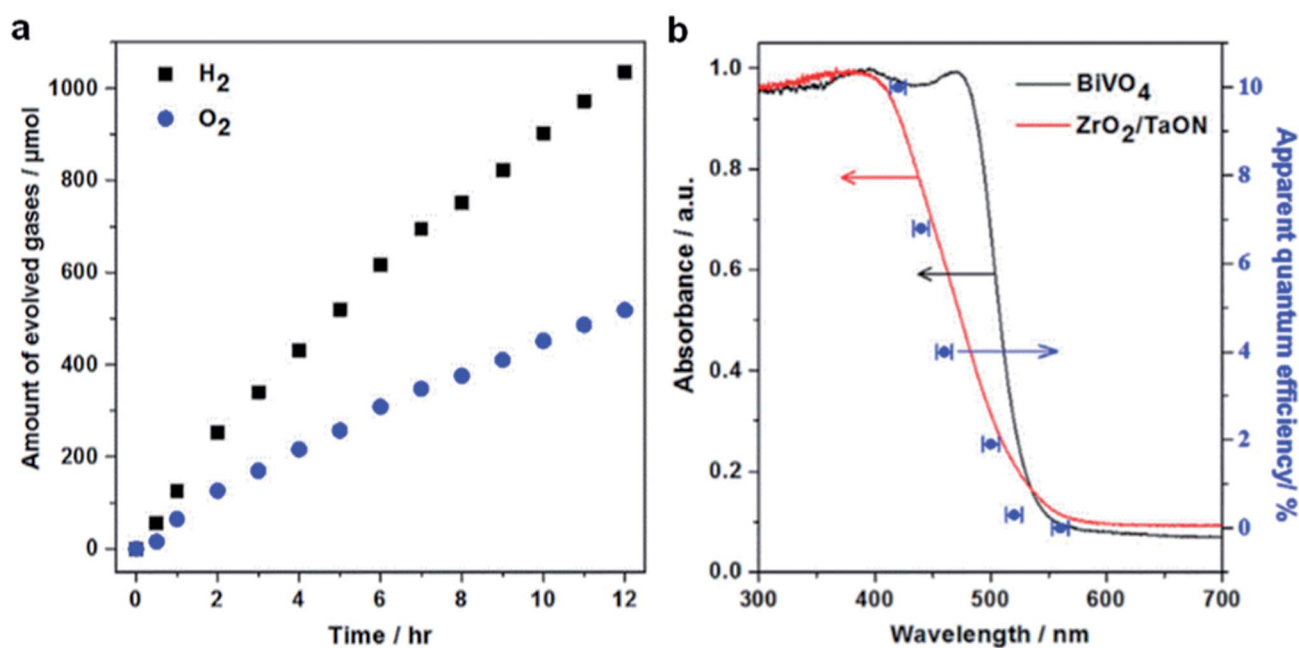 a
Amount of evolved gases / µmol
1000
800
600
400
200
0
H2
O2
0 2 4 6 8 10 12
Time / hr
b
Absorbance / a.u.
1.0
0.8
0.6
0.4
0.2
0.0
BiVO4
ZrO2/TaON
10
8
6
4
2
0
Apparent quantum efficiency/ %
300 400 500 600 700
Wavelength / nm